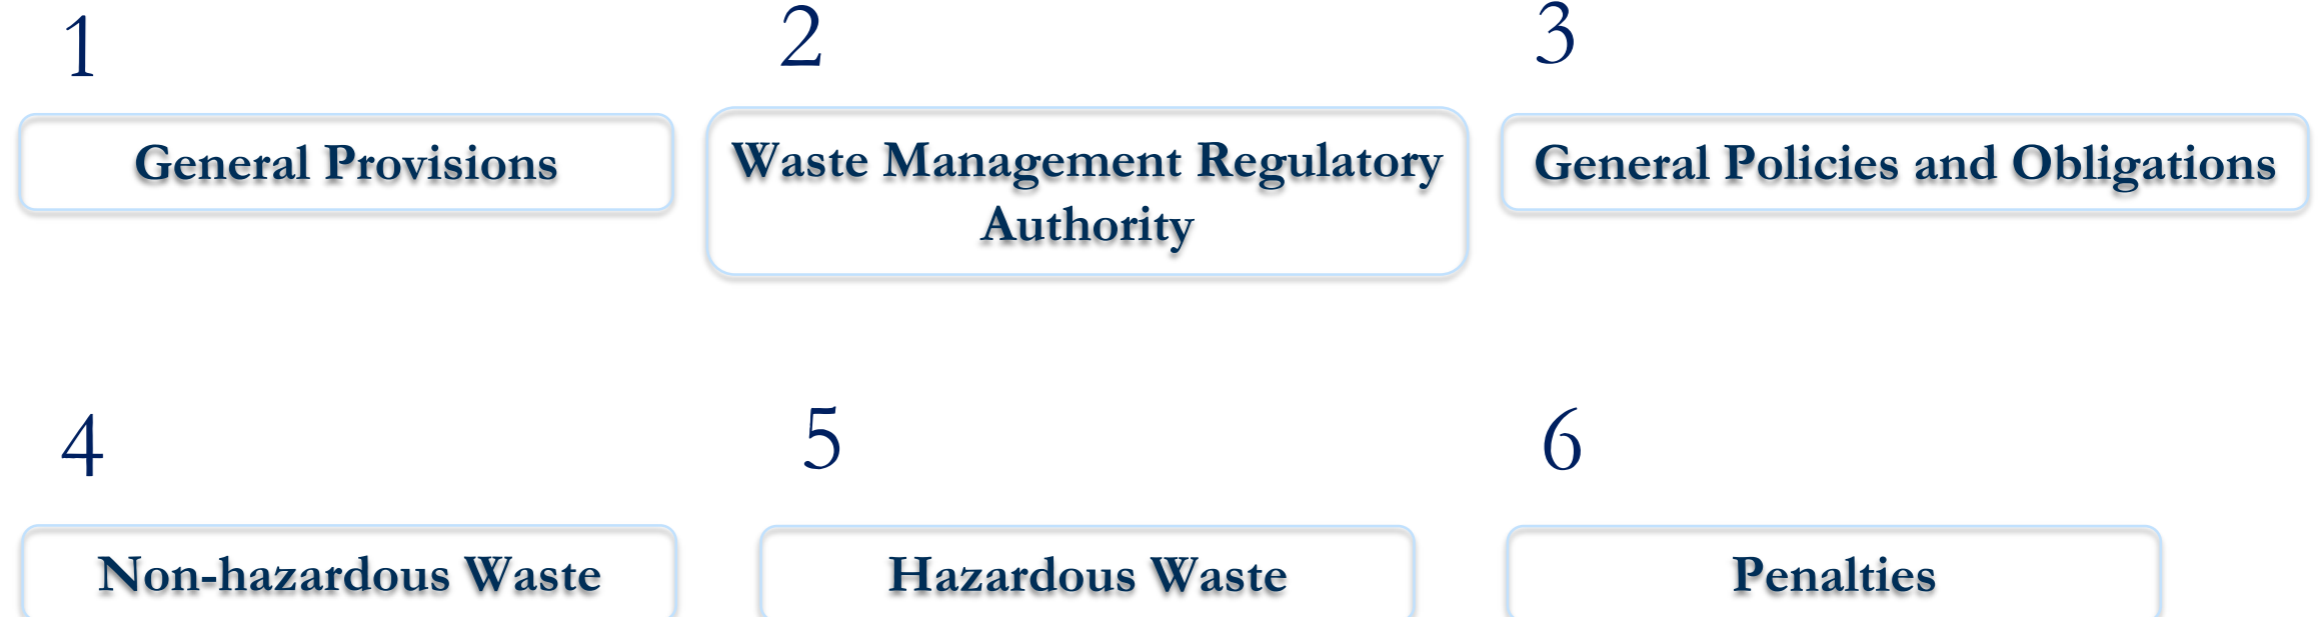 1
General Provisions
2
Waste Management Regulatory
Authority
3
General Policies and Obligations
4
Non-hazardous Waste
5
Hazardous Waste
6
Penalties